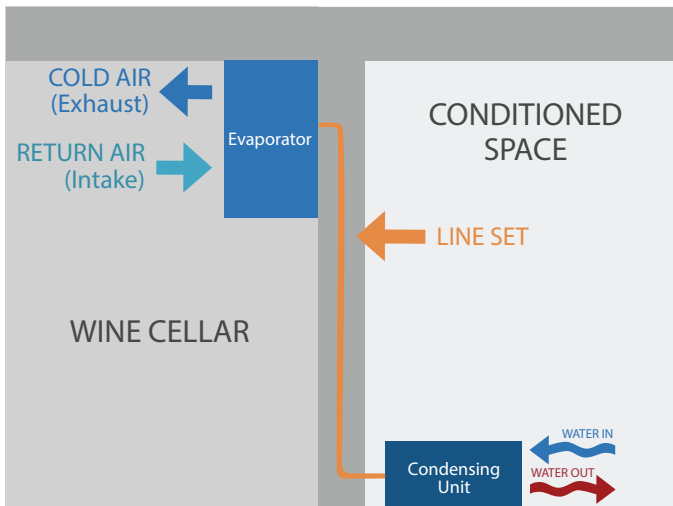 COLD AIR
(Exhaust)
RETURN AIR
(Intake)
Evaporator
CONDITIONED
SPACE
LINE SET
WINE CELLAR
Condensing
Unit
WATER IN
WATER OUT